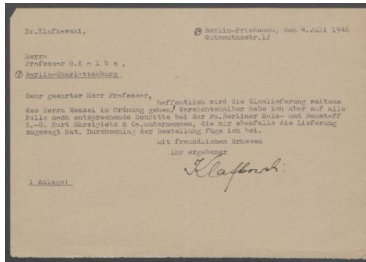 Dr.Klafkowski,
Berlin-Friedenau, den 4.Juli 1946
Gutsmuthsstr.12
Herrn
Professor G.K o l b e ,
Berlin-Charlottenburg
Sehr geehrter Herr Professor,
hoffentlich wird die Glaslieferung seitens
des Herrn Wenzel in Ordnung gehen. Vorsichtshalber habe ich aber auf alle
Fälle noch entsprechende Schritte bei der Fa.Berliner Holz- und Baustoff
K.-G. Kurt & Co.unternommen, die mir ebenfalls die Lieferung
zugesagt hat. Durchschlag der Bestellung füge ich bei.
Mit freundlichen Grüssen
Ihr ergebener
Klafkowski.
1 Anlage!